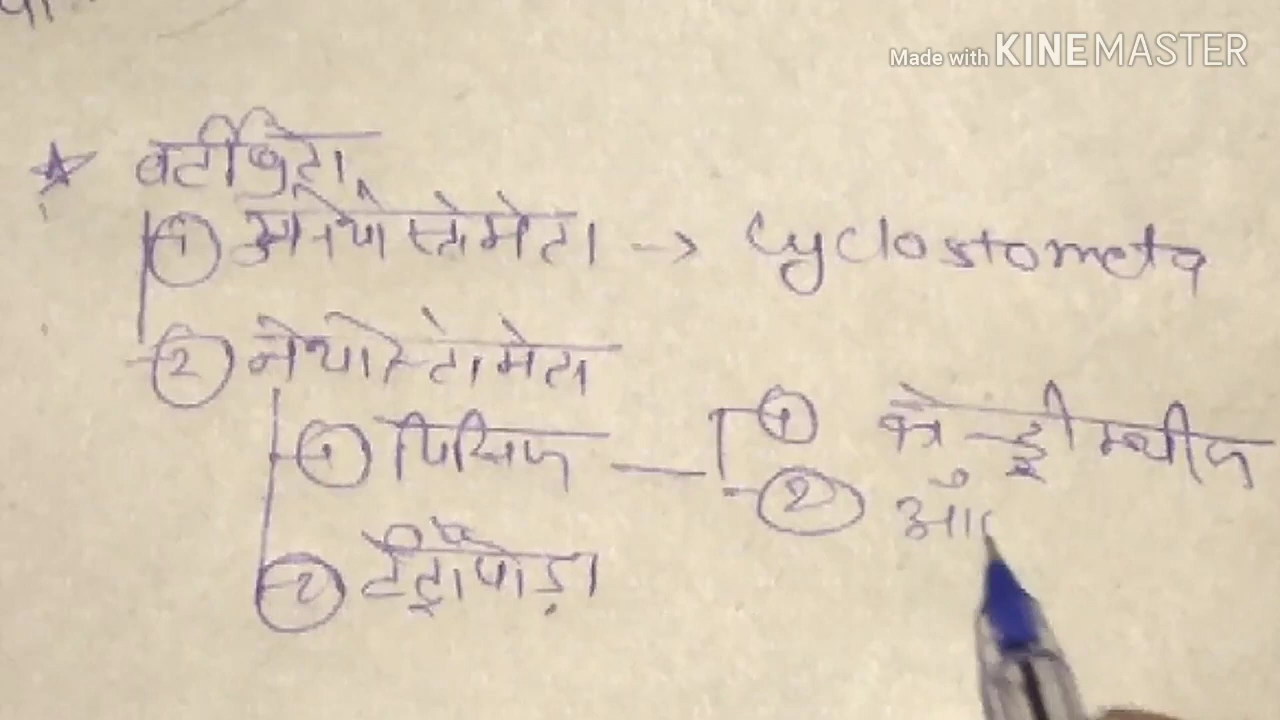 Made with KINEMASTER
★ वर्टीब्रिटा
① अनेथोस्टोमेटा → Cyclostometa
② नेथोस्टोमेटा
① पिसिज
① कोन्ड्रीक्थीज
② ऑ
② टेट्रापोडा